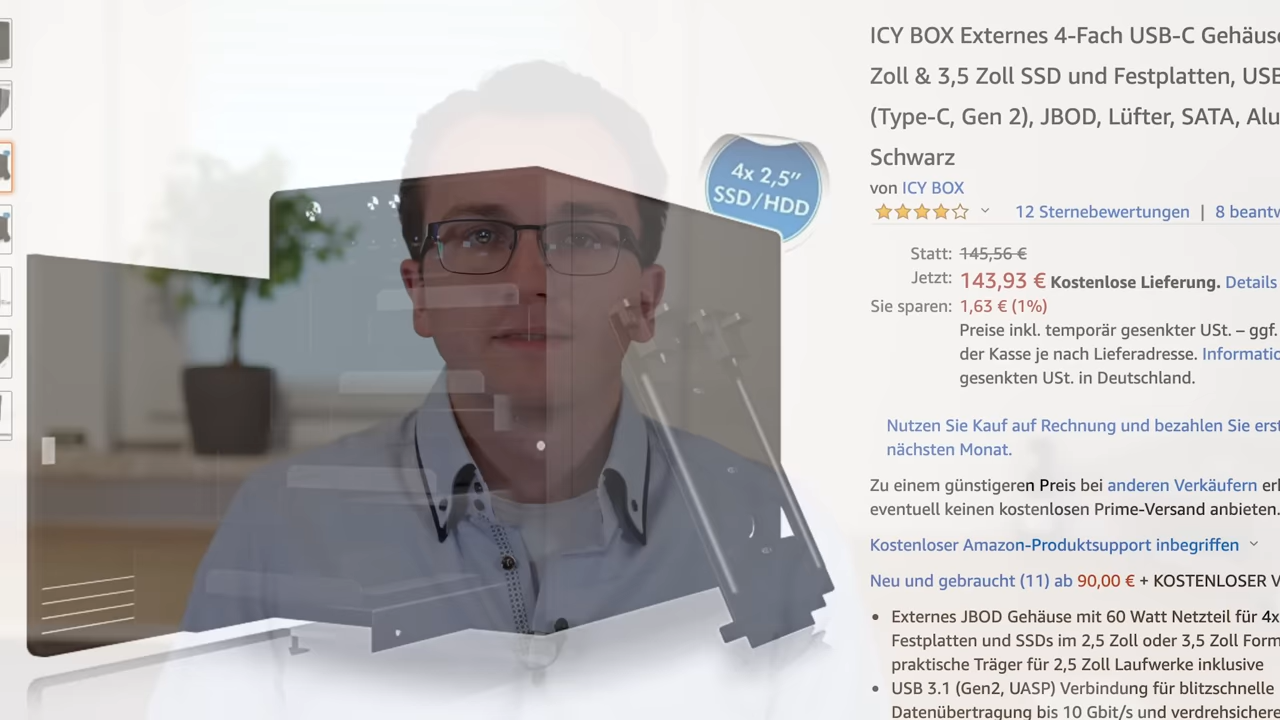 4x 2,5"
SSD/HDD
ICY BOX Externes 4-Fach USB-C Gehäuse
Zoll & 3,5 Zoll SSD und Festplatten, USB
(Type-C, Gen 2), JBOD, Lüfter, SATA, Alu
Schwarz
von ICY BOX
12 Sternebewertungen | 8 beantw
Statt: 145,56 €
Jetzt: 143,93 € Kostenlose Lieferung. Details
Sie sparen: 1,63 € (1%)
Preise inkl. temporär gesenkter USt. – ggf.
der Kasse je nach Lieferadresse. Informatio
gesenkten USt. in Deutschland.
Nutzen Sie Kauf auf Rechnung und bezahlen Sie erst
nächsten Monat.
Zu einem günstigeren Preis bei anderen Verkäufern er
eventuell keinen kostenlosen Prime-Versand anbieten.
Kostenloser Amazon-Produktsupport inbegriffen
Neu und gebraucht (11) ab 90,00 € + KOSTENLOSER V
• Externes JBOD Gehäuse mit 60 Watt Netzteil für 4x
Festplatten und SSDs im 2,5 Zoll oder 3,5 Zoll Form
praktische Träger für 2,5 Zoll Laufwerke inklusive
• USB 3.1 (Gen2, UASP) Verbindung für blitzschnelle
Datenübertragung bis 10 Gbit/s und verdrehsichere